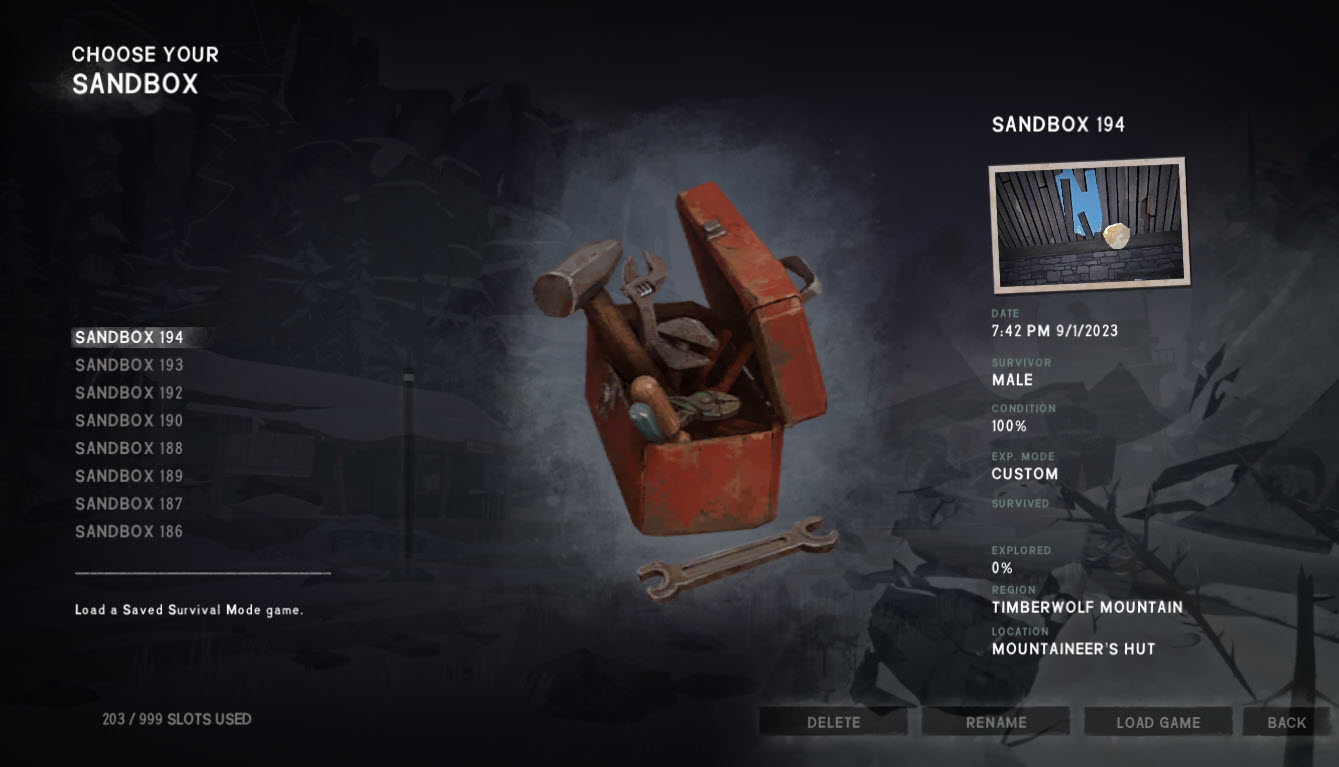 CHOOSE YOUR
SANDBOX
SANDBOX 194
SANDBOX 193
SANDBOX 192
SANDBOX 190
SANDBOX 188
SANDBOX 189
SANDBOX 187
SANDBOX 186
Load a Saved Survival Mode game.
203 / 999 SLOTS USED
SANDBOX 194
DATE
7:42 PM 9/1/2023
SURVIVOR
MALE
CONDITION
100%
EXP. MODE
CUSTOM
SURVIVED
EXPLORED
0%
REGION
TIMBERWOLF MOUNTAIN
LOCATION
MOUNTAINEER'S HUT
DELETE
RENAME
LOAD GAME
BACK